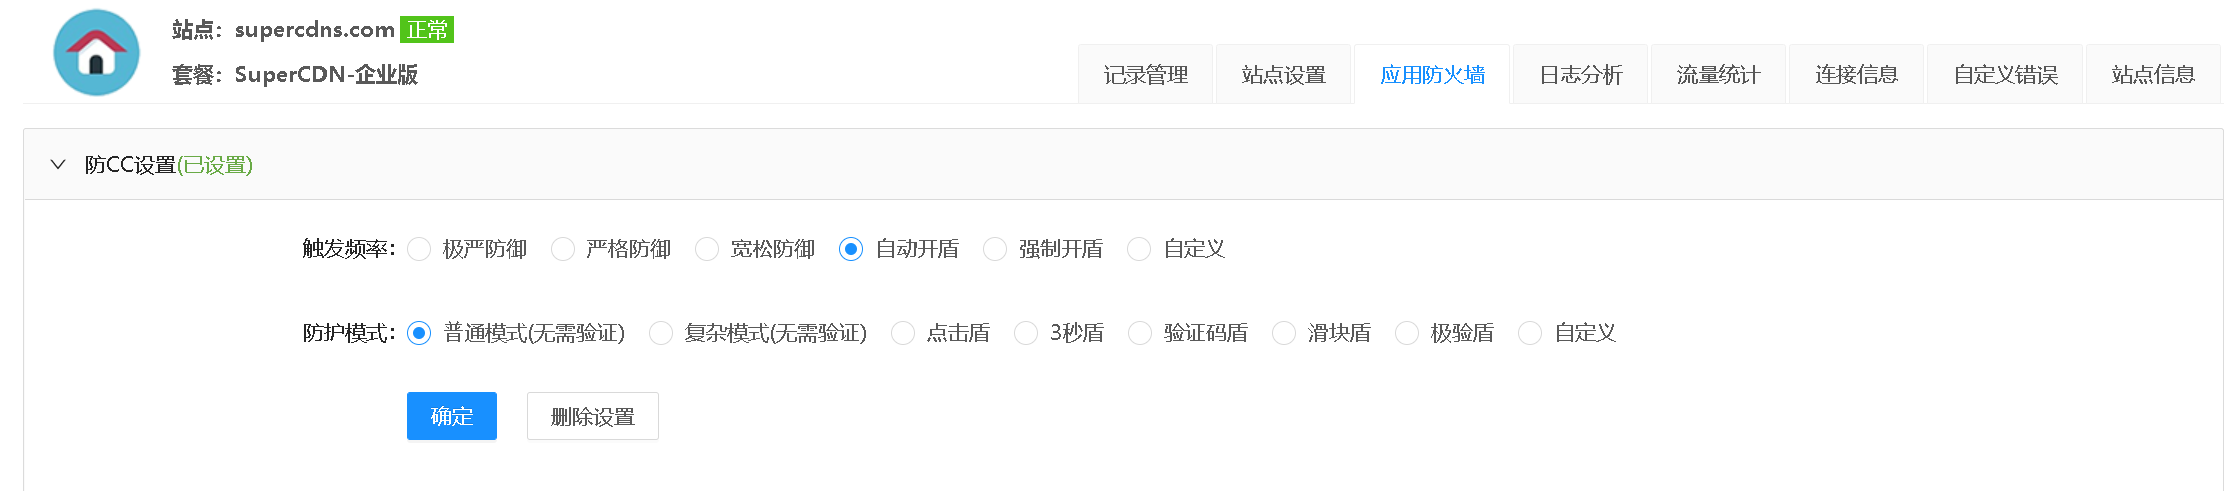 站点：supercdns.com 正常
套餐：SuperCDN-企业版
记录管理 站点设置 应用防火墙 日志分析 流量统计 连接信息 自定义错误 站点信息
防CC设置(已设置)
触发频率： 极严防御 严格防御 宽松防御 自动开盾 强制开盾 自定义
防护模式： 普通模式(无需验证) 复杂模式(无需验证) 点击盾 3秒盾 验证码盾 滑块盾 极验盾 自定义
确定 删除设置